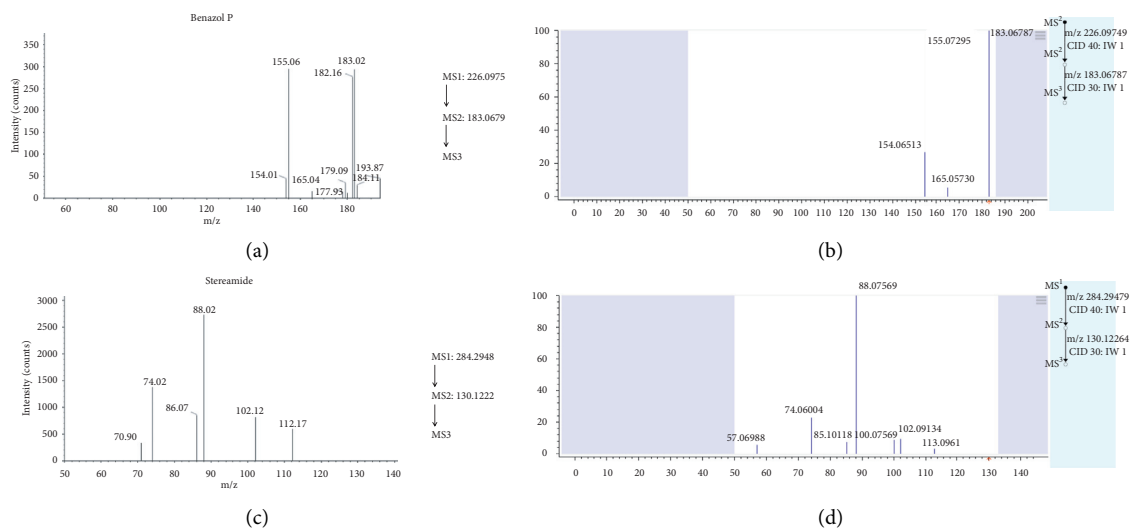 Benazol P
Intensity (counts)
350
300
250
200
150
100
50
0
155.06
183.02
182.16
154.01
165.04
179.09
177.93
193.87
184.11
60
80
100
120
140
160
180
m/z
MS1: 226.0975
MS2: 183.0679
MS3
(a)
100
80
60
40
20
0
155.07295
183.06787
154.06513
165.05730
0 10 20 30 40 50 60 70 80 90 100 110 120 130 140 150 160 170 180 190 200
MS2
m/z 226.09749
CID 40: IW 1
MS2
m/z 183.06787
CID 30: IW 1
MS3
(b)
Stereamide
Intensity (counts)
3000
2500
2000
1500
1000
500
0
88.02
74.02
86.07
102.12
112.17
70.90
50 60 70 80 90 100 110 120 130 140
m/z
MS1: 284.2948
MS2: 130.1222
MS3
(c)
100
80
60
40
20
0
88.07569
74.06004
57.06988
85.10118
100.07569
102.09134
113.0961
0 10 20 30 40 50 60 70 80 90 100 110 120 130 140
MS1
m/z 284.29479
CID 40: IW 1
MS2
m/z 130.12264
CID 30: IW 1
MS3
(d)